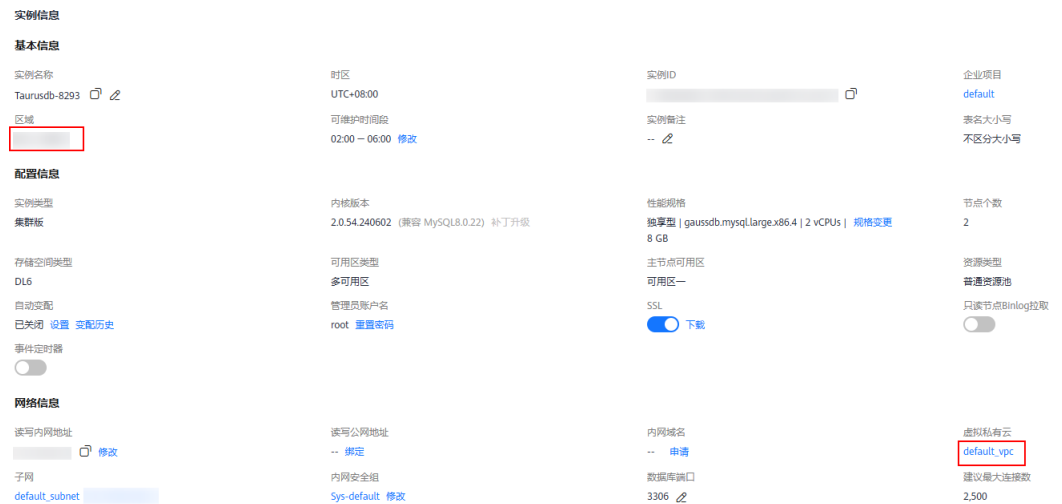 实例信息
基本信息
实例名称 时区 实例ID 企业项目
Taurusdb-8293 UTC+08:00 default
区域 可维护时间段 实例备注 表名大小写
02:00 — 06:00 修改 -- 不区分大小写
配置信息
实例类型 内核版本 性能规格 节点个数
集群版 2.0.54.240602 (兼容 MySQL8.0.22) 补丁升级 独享型 | gaussdb.mysql.large.x86.4 | 2 vCPUs | 规格变更 2
8 GB
存储空间类型 可用区类型 主节点可用区 资源类型
DL6 多可用区 可用区一 普通资源池
自动变配 管理员账户名 SSL 只读节点Binlog拉取
已关闭 设置 变配历史 root 重置密码 下载
事件定时器
网络信息
读写内网地址 读写公网地址 内网域名 虚拟私有云
修改 -- 绑定 -- 申请 default_vpc
子网 内网安全组 数据库端口 建议最大连接数
default_subnet Sys-default 修改 3306 2,500